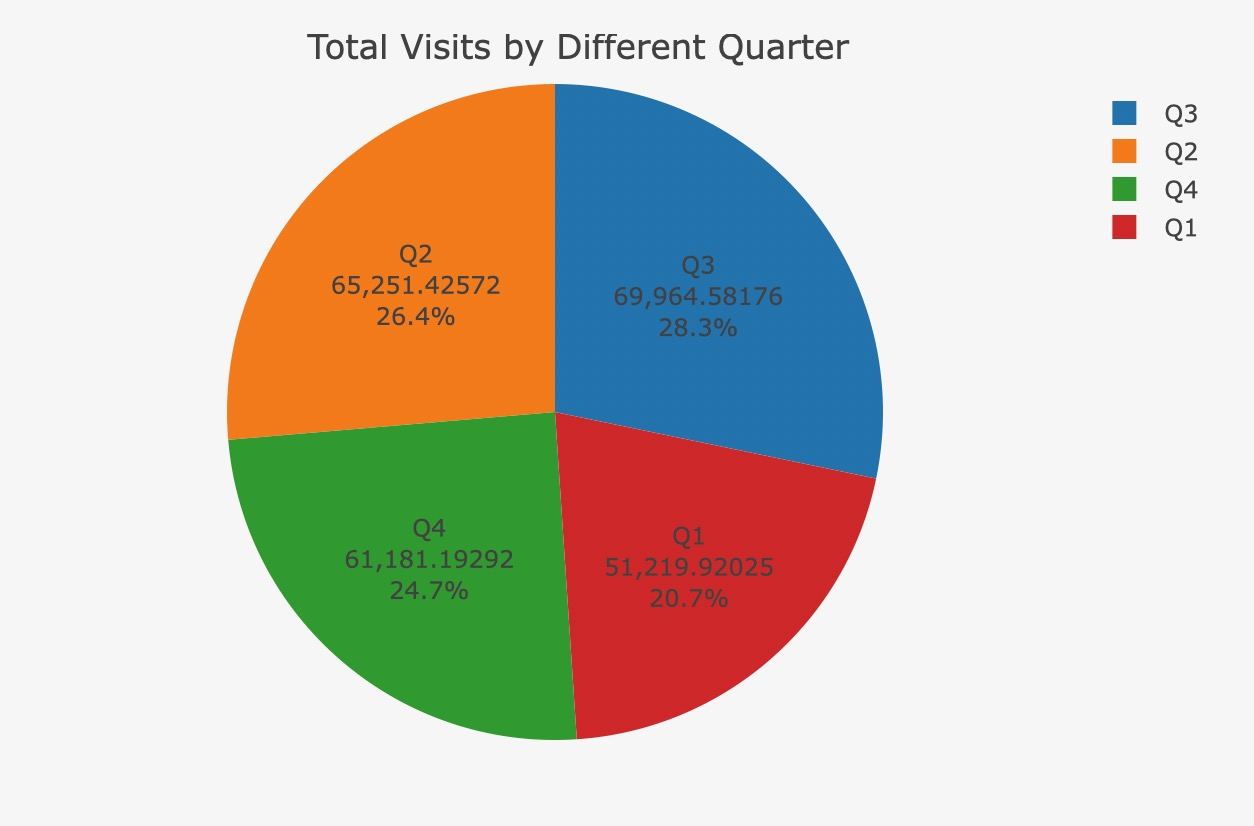 Total Visits by Different Quarter
Q2
65,251.42572
26.4%
Q3
69,964.58176
28.3%
Q4
61,181.19292
24.7%
Q1
51,219.92025
20.7%
Q3
Q2
Q4
Q1